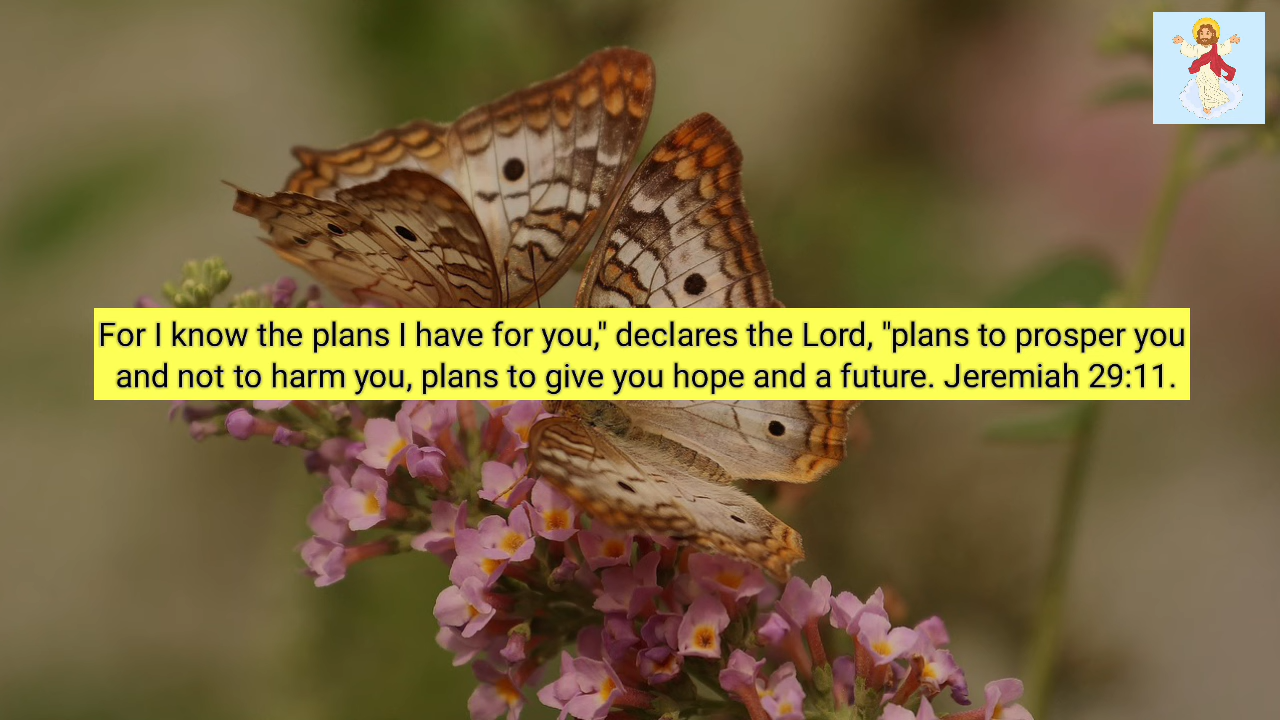 For I know the plans I have for you," declares the Lord, "plans to prosper you
and not to harm you, plans to give you hope and a future. Jeremiah 29:11.